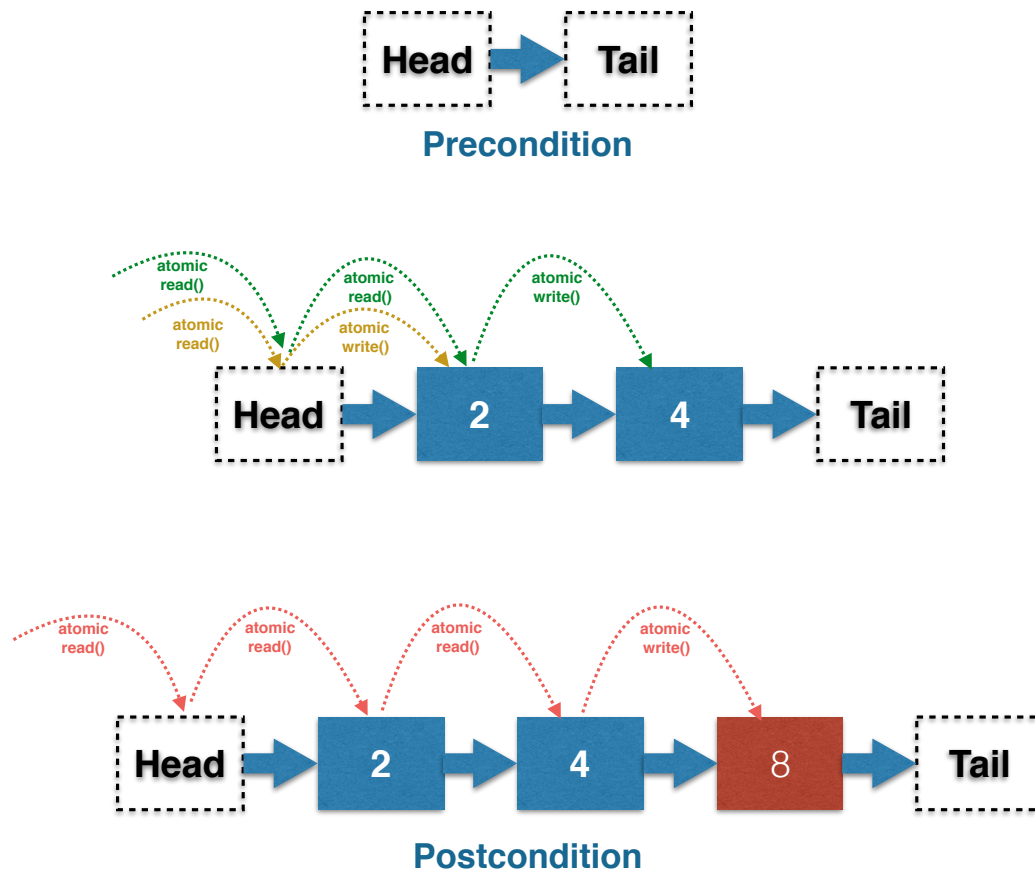 Head
Tail
Precondition
atomic
read()
atomic
read()
atomic
write()
atomic
read()
atomic
write()
Head
2
4
Tail
atomic
read()
atomic
read()
atomic
read()
atomic
write()
Head
2
4
8
Tail
Postcondition